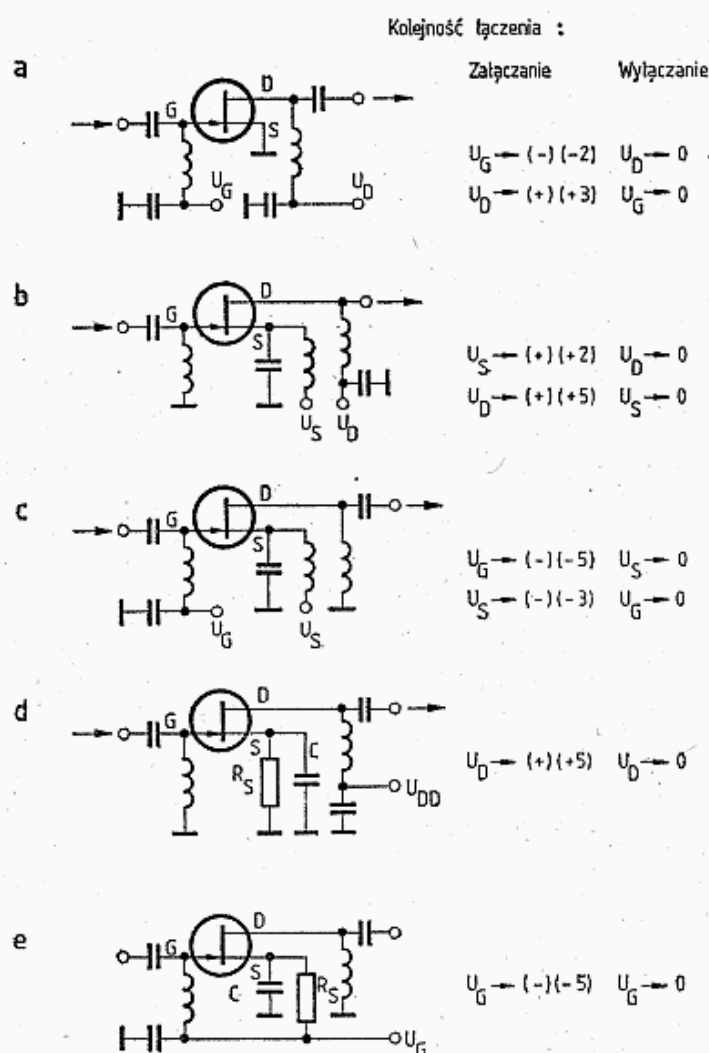 Kolejność łączenia :
Załączanie Wyłączanie
a
G D S
U_G U_D
U_G → (-) (-2) U_D → 0
U_D → (+) (+3) U_G → 0
b
G D S
U_S U_D
U_S → (+) (+2) U_D → 0
U_D → (+) (+5) U_S → 0
c
G D S
U_G U_S
U_G → (-) (-5) U_S → 0
U_S → (-) (-3) U_G → 0
d
G D S C
R_S U_DD
U_D → (+) (+5) U_D → 0
e
G D S
C R_S
U_G
U_G → (-) (-5) U_G → 0